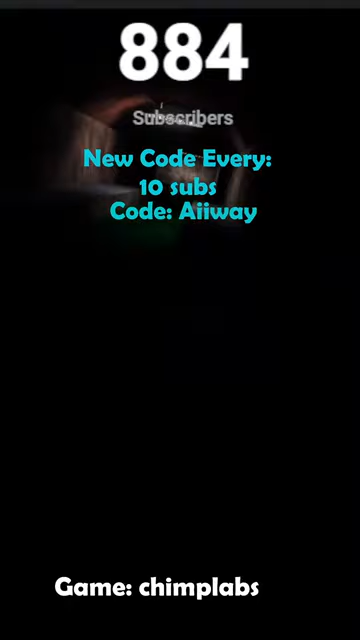 884
Subscribers
New Code Every:
10 subs
Code: Aiiway
Game: chimplabs